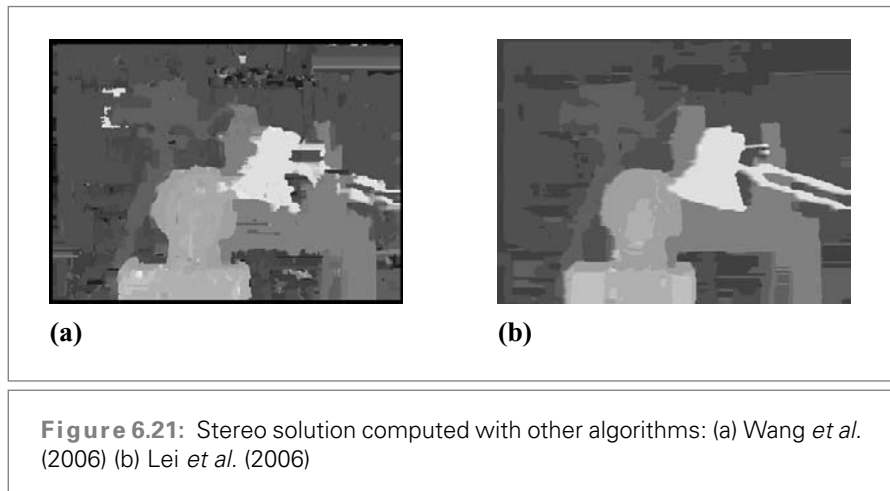 (a)
(b)
Figure 6.21: Stereo solution computed with other algorithms: (a) Wang et al.
(2006) (b) Lei et al. (2006)